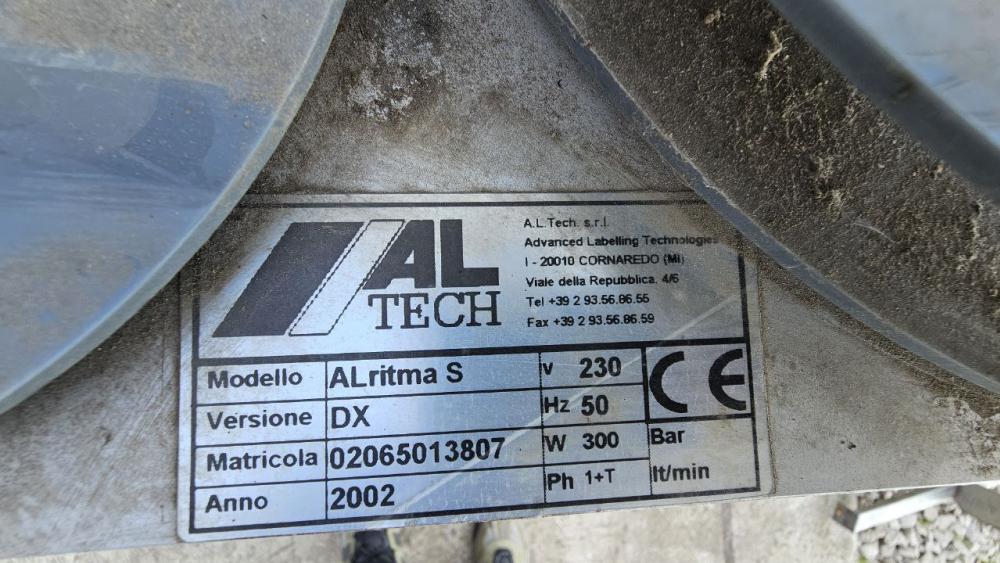 AL
TECH
A.L.Tech. s.r.l.
Advanced Labelling Technologies
I - 20010 CORNAREDO (MI)
Viale della Repubblica. 4/6
Tel +39 2 93.56.86.55
Fax +39 2 93.56.86.59
Modello ALritma S V 230
Versione DX Hz 50 CE
Matricola 02065013807 W 300 Bar
Anno 2002 Ph 1+T lt/min